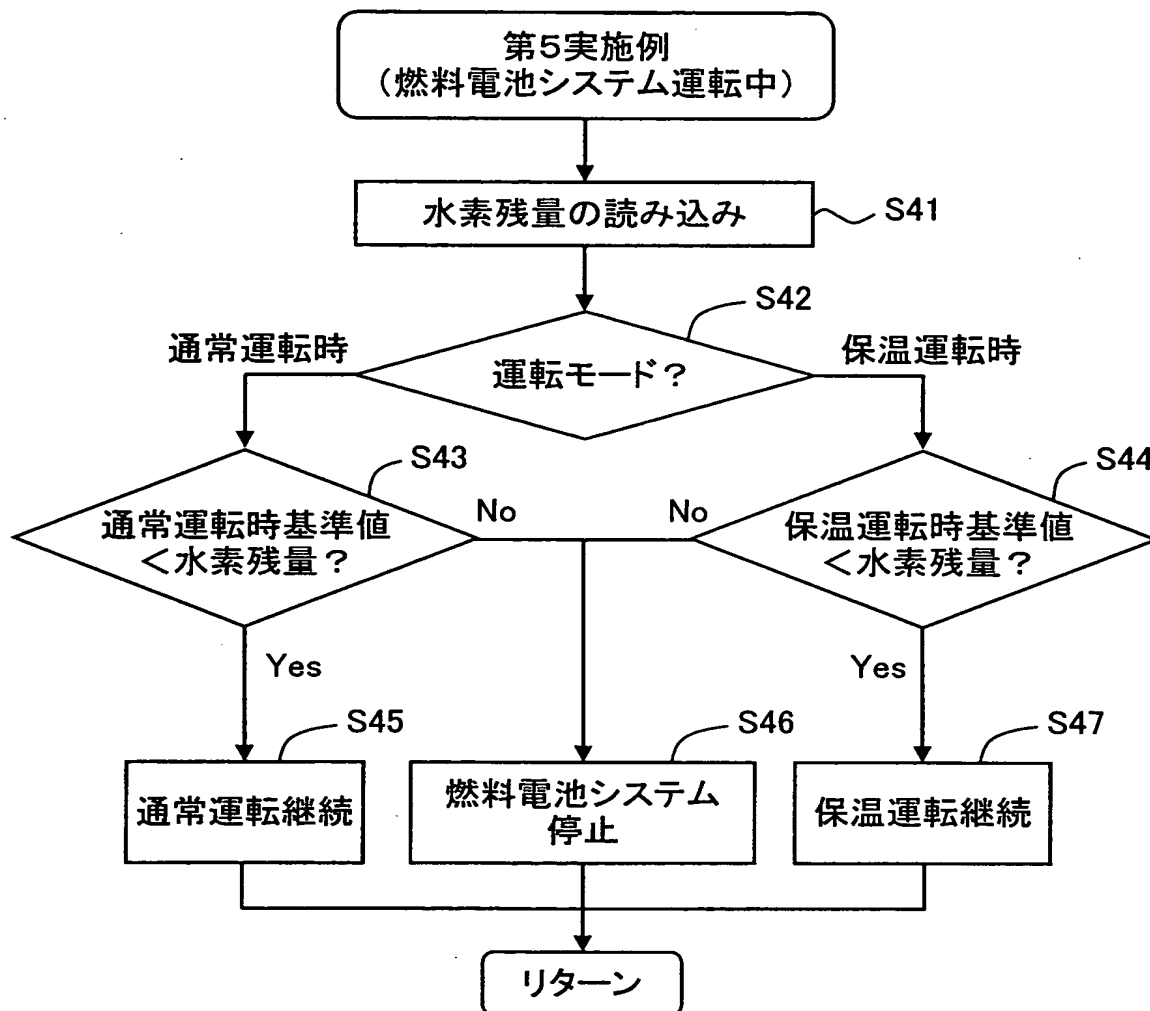 第5実施例
（燃料電池システム運転中）
水素残量の読み込み
S41
S42
通常運転時
運転モード？
保温運転時
S43
S44
通常運転時基準値
＜水素残量？
No
No
保温運転時基準値
＜水素残量？
Yes
Yes
S45
S46
S47
通常運転継続
燃料電池システム
停止
保温運転継続
リターン